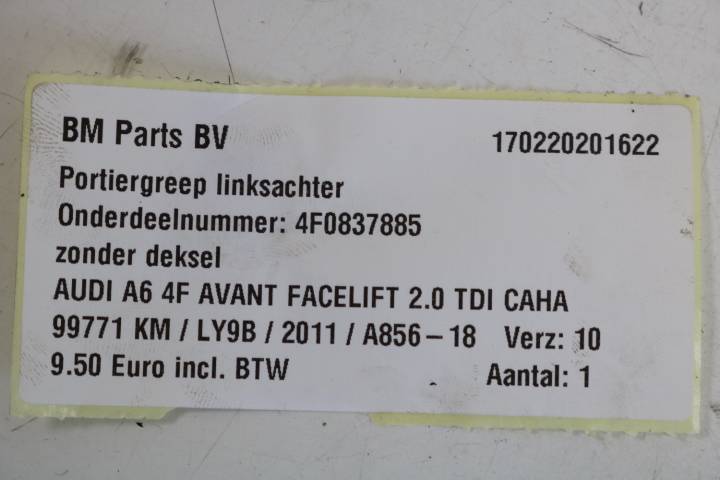 BM Parts BV 170220201622
Portiergreep linksachter
Onderdeelnummer: 4F0837885
zonder deksel
AUDI A6 4F AVANT FACELIFT 2.0 TDI CAHA
99771 KM / LY9B / 2011 / A856-18 Verz: 10
9.50 Euro incl. BTW Aantal: 1